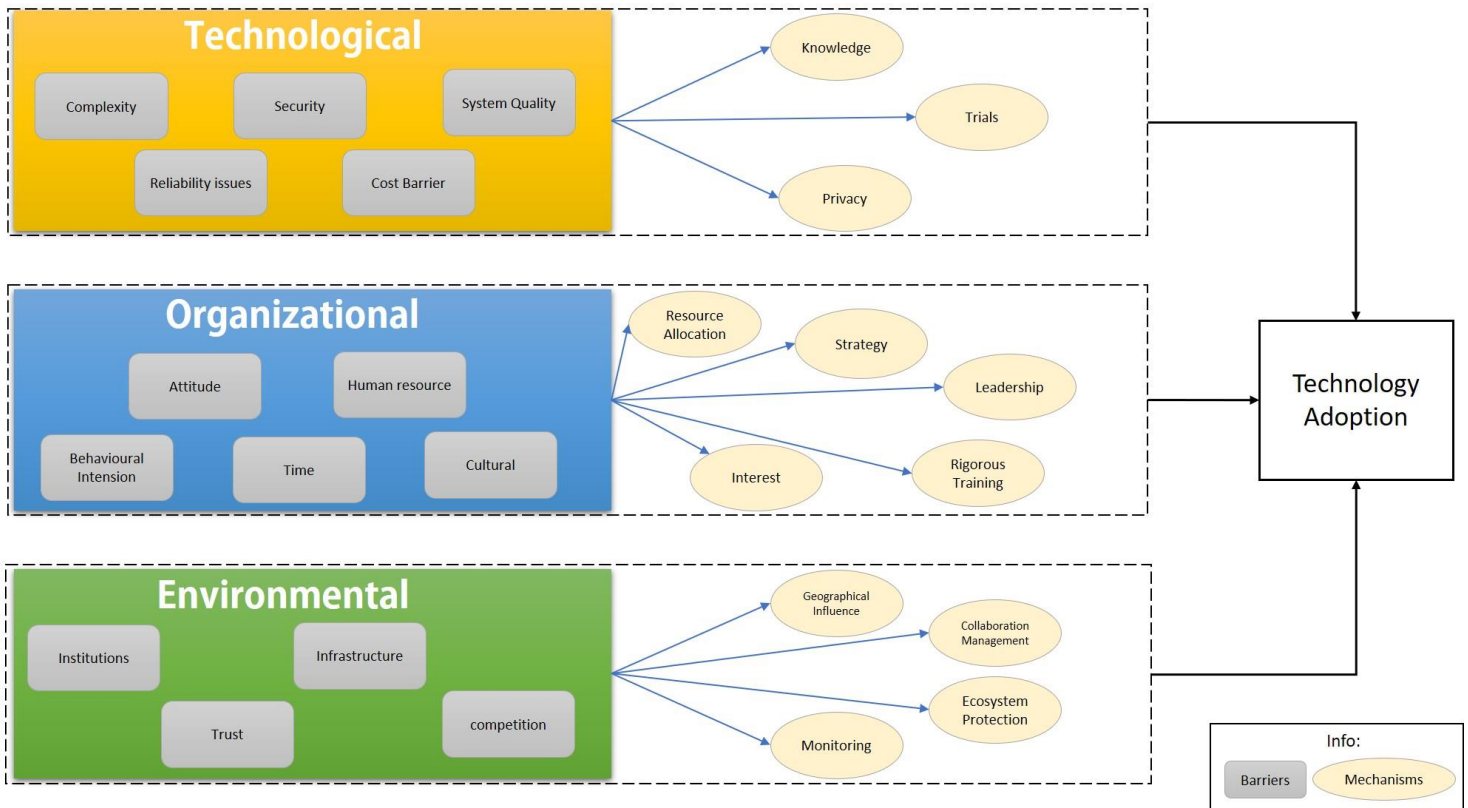 Technological
Complexity
Security
System Quality
Reliability issues
Cost Barrier
Knowledge
Trials
Privacy
Organizational
Attitude
Human resource
Behavioural
Intension
Time
Cultural
Resource
Allocation
Strategy
Leadership
Interest
Rigorous
Training
Technology
Adoption
Environmental
Institutions
Infrastructure
Trust
competition
Geographical
Influence
Collaboration
Management
Ecosystem
Protection
Monitoring
Info:
Barriers
Mechanisms